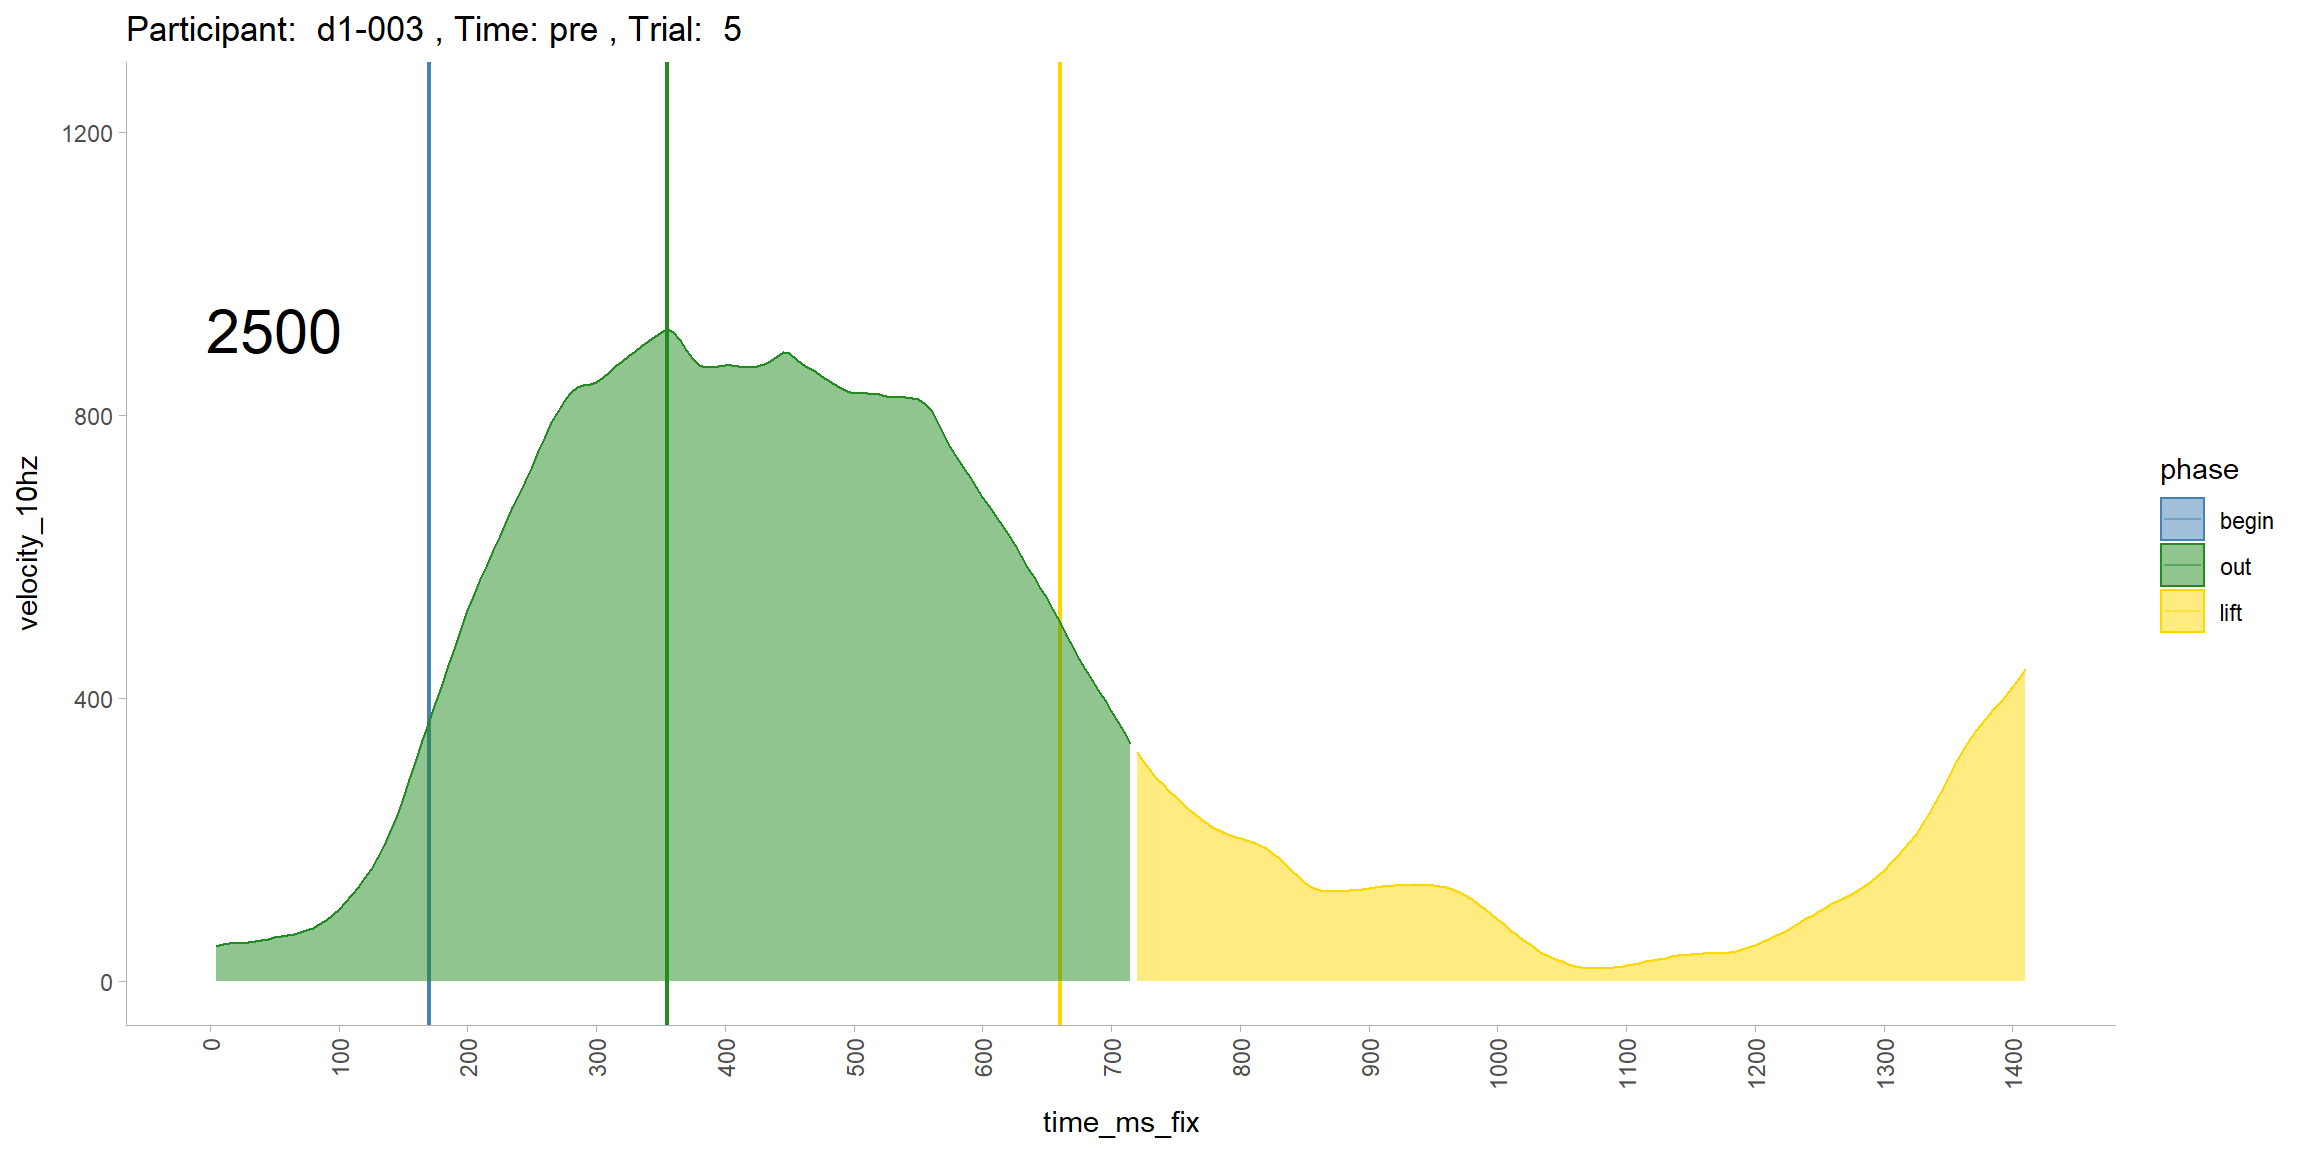 Participant:  d1-003 , Time: pre , Trial:  5
1200
800
400
0
velocity_10hz
2500
0
100
200
300
400
500
600
700
800
900
1000
1100
1200
1300
1400
time_ms_fix
phase
begin
out
lift